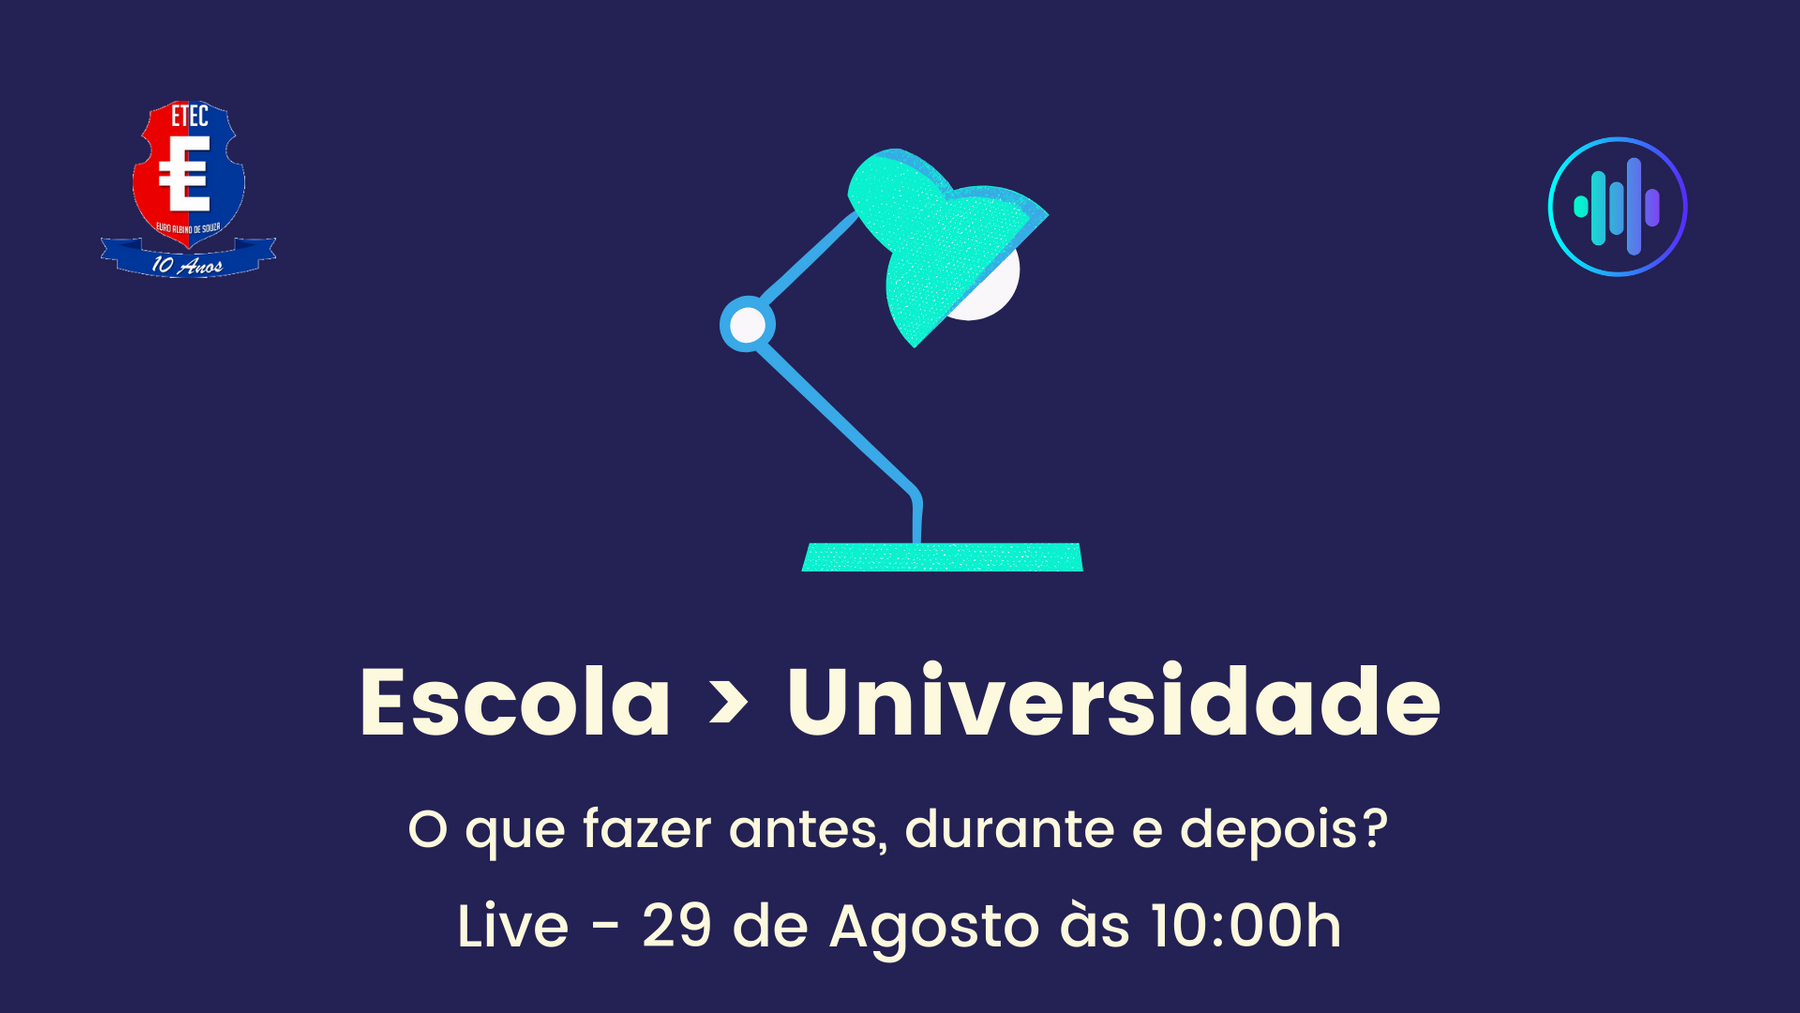 ETEC
E
EURO ALBINO DE SOUZA
10 Anos
Escola > Universidade
O que fazer antes, durante e depois?
Live - 29 de Agosto às 10:00h